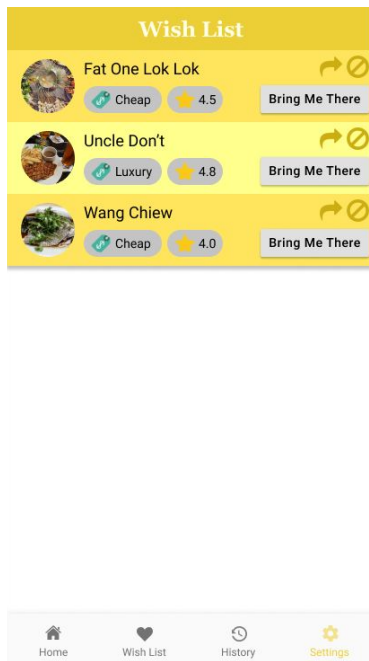 Wish List
Fat One Lok Lok
Cheap 4.5 Bring Me There
Uncle Don't
Luxury 4.8 Bring Me There
Wang Chiew
Cheap 4.0 Bring Me There
Home Wish List History Settings